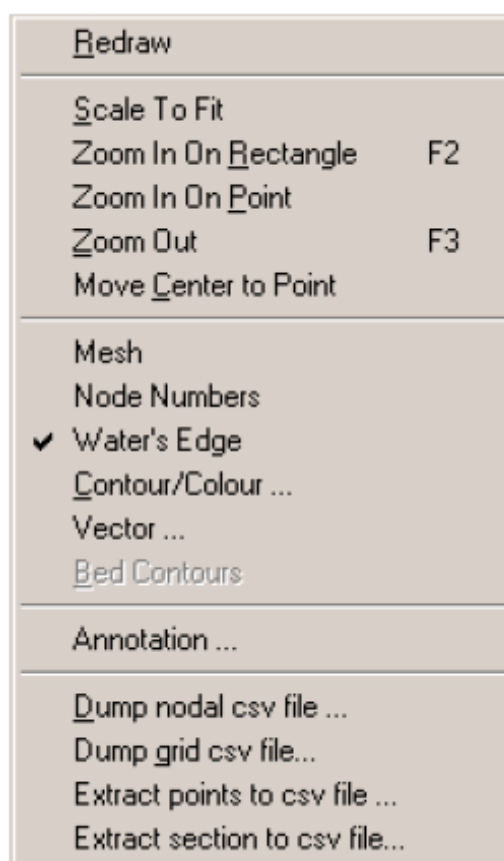 Redraw
Scale To Fit
Zoom In On Rectangle F2
Zoom In On Point
Zoom Out F3
Move Center to Point
Mesh
Node Numbers
Water's Edge
Contour/Colour ...
Vector ...
Bed Contours
Annotation ...
Dump nodal csv file ...
Dump grid csv file...
Extract points to csv file ...
Extract section to csv file...